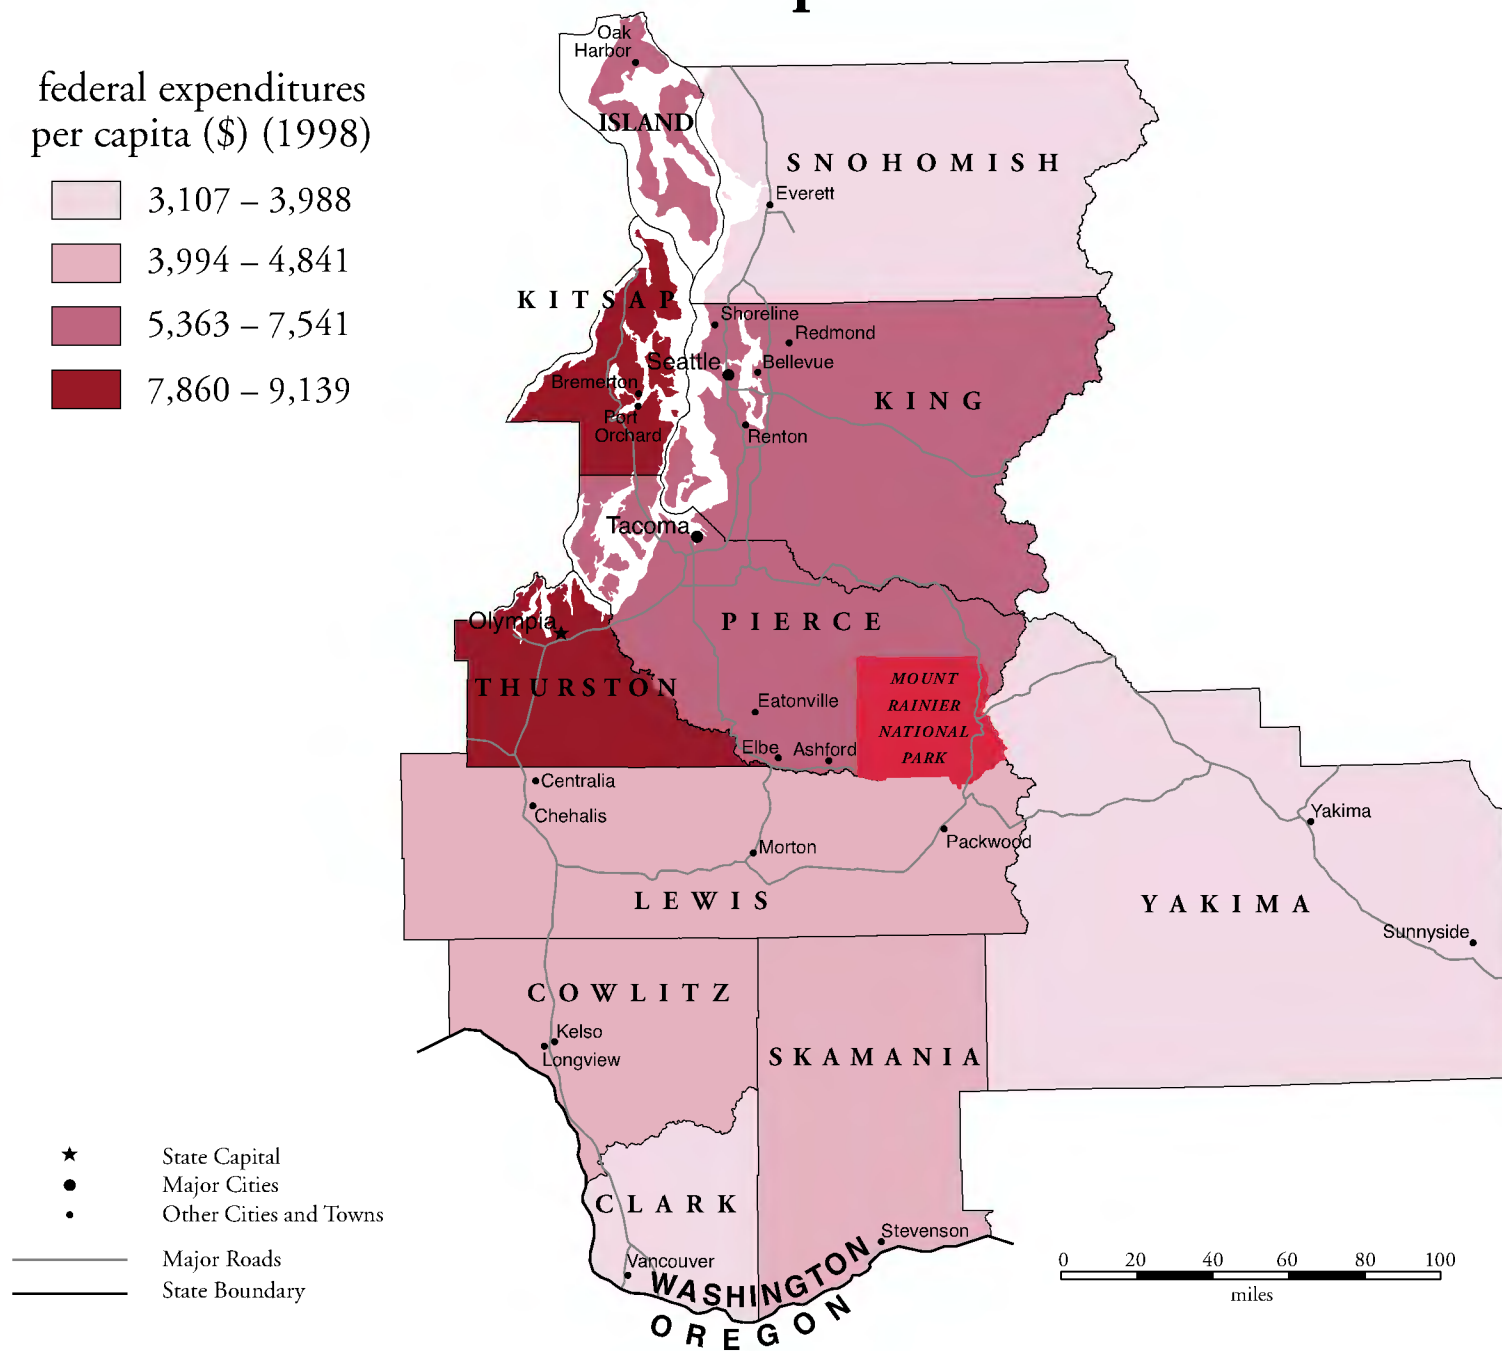 federal expenditures
per capita ($) (1998)
3,107 – 3,988
3,994 – 4,841
5,363 – 7,541
7,860 – 9,139
Oak
Harbor
ISLAND
SNOHOMISH
Everett
KITSAP
Shoreline
Redmond
Seattle
Bellevue
Bremerton
KING
Port
Orchard
Renton
Tacoma
Olympia
PIERCE
THURSTON
MOUNT
RAINIER
NATIONAL
PARK
Eatonville
Elbe
Ashford
Centralia
Chehalis
Morton
Packwood
Yakima
LEWIS
YAKIMA
Sunnyside
COWLITZ
Kelso
Longview
SKAMANIA
CLARK
Vancouver
Stevenson
WASHINGTON
OREGON
State Capital
Major Cities
Other Cities and Towns
Major Roads
State Boundary
0 20 40 60 80 100
miles